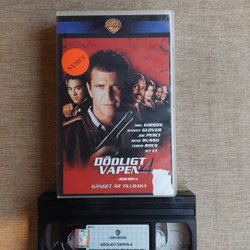 NYHET
MEL GIBSON
DANNY GLOVER
JOE PESCI
RENE RUSSO
CHRIS ROCK
JET LI
DÖDLIGT
VAPEN 4
GÄNGET ÄR TILLBAKA
DÖDLIGT VAPEN 4